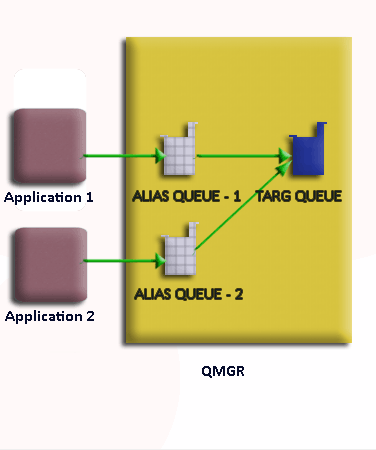 ALIAS QUEUE - 1
TARG QUEUE
Application 1
ALIAS QUEUE - 2
Application 2
QMGR